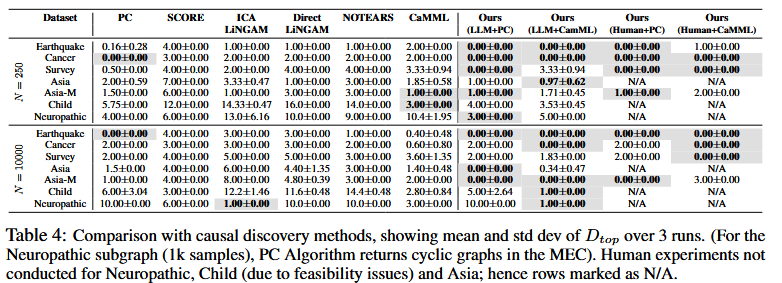 Dataset PC SCORE ICA Direct NOTEARS CaMML Ours Ours Ours Ours
LiNGAM LiNGAM (LLM+PC) (LLM+CaMML) (Human+PC) (Human+CaMML)
N = 250
Earthquake 0.16±0.28 4.00±0.00 1.00±0.00 1.00±0.00 1.00±0.00 2.00±0.00 0.00±0.00 0.00±0.00 0.00±0.00 1.00±0.00
Cancer 0.00±0.00 3.00±0.00 2.00±0.00 2.00±0.00 2.00±0.00 2.00±0.00 0.00±0.00 0.00±0.00 0.00±0.00 0.00±0.00
Survey 0.50±0.00 4.00±0.00 2.00±0.00 4.00±0.00 4.00±0.00 3.33±0.94 0.00±0.00 3.33±0.94 0.00±0.00 0.00±0.00
Asia 2.00±0.59 7.00±0.00 3.33±0.47 1.00±0.00 3.00±0.00 1.85±0.58 1.00±0.00 0.97±0.62 N/A N/A
Asia-M 1.50±0.00 6.00±0.00 1.00±0.00 3.00±0.00 3.00±0.00 1.00±0.00 1.00±0.00 1.71±0.45 1.00±0.00 2.00±0.00
Child 5.75±0.00 12.0±0.00 14.33±0.47 16.0±0.00 14.0±0.00 3.00±0.00 4.00±0.00 3.53±0.45 N/A N/A
Neuropathic 4.00±0.00 6.00±0.00 13.0±6.16 10.0±0.00 9.00±0.00 10.4±1.95 3.00±0.00 5.00±0.00 N/A N/A
N = 10000
Earthquake 0.00±0.00 4.00±0.00 3.00±0.00 3.00±0.00 1.00±0.00 0.40±0.48 0.00±0.00 0.00±0.00 0.00±0.00 0.00±0.00
Cancer 2.00±0.00 3.00±0.00 3.00±0.00 3.00±0.00 2.00±0.00 0.60±0.80 2.00±0.00 0.00±0.00 2.00±0.00 0.00±0.00
Survey 2.00±0.00 4.00±0.00 5.00±0.00 5.00±0.00 3.00±0.00 3.60±1.35 2.00±0.00 1.83±0.00 2.00±0.00 0.00±0.00
Asia 1.5±0.00 4.00±0.00 6.00±0.00 4.40±1.35 3.00±0.00 1.40±0.48 0.00±0.00 0.34±0.47 N/A N/A
Asia-M 1.00±0.00 4.00±0.00 8.00±0.00 4.80±0.39 3.00±0.00 2.00±0.00 0.00±0.00 0.00±0.00 0.00±0.00 3.00±0.00
Child 6.00±3.04 3.00±0.00 12.2±1.46 11.6±0.48 14.4±0.48 2.80±0.84 5.00±2.64 1.00±0.00 N/A N/A
Neuropathic 10.00±0.00 6.00±0.00 1.00±0.00 10.0±0.00 10.0±0.00 3.00±0.00 10.00±0.00 1.00±0.00 N/A N/A
Table 4: Comparison with causal discovery methods, showing mean and std dev of D_top over 3 runs. (For the
Neuropathic subgraph (1k samples), PC Algorithm returns cyclic graphs in the MEC). Human experiments not
conducted for Neuropathic, Child (due to feasibility issues) and Asia; hence rows marked as N/A.